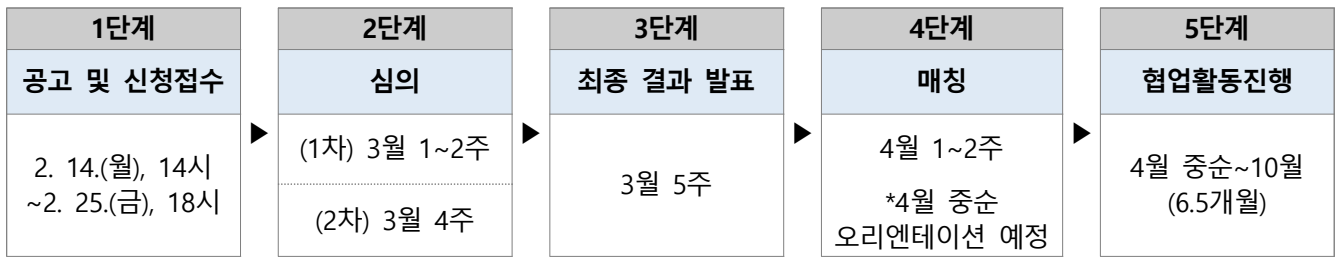 1단계
공고 및 신청접수
2. 14.(월), 14시
~2. 25.(금), 18시
▶
2단계
심의
(1차) 3월 1~2주
(2차) 3월 4주
▶
3단계
최종 결과 발표
3월 5주
▶
4단계
매칭
4월 1~2주
*4월 중순
오리엔테이션 예정
▶
5단계
협업활동진행
4월 중순~10월
(6.5개월)